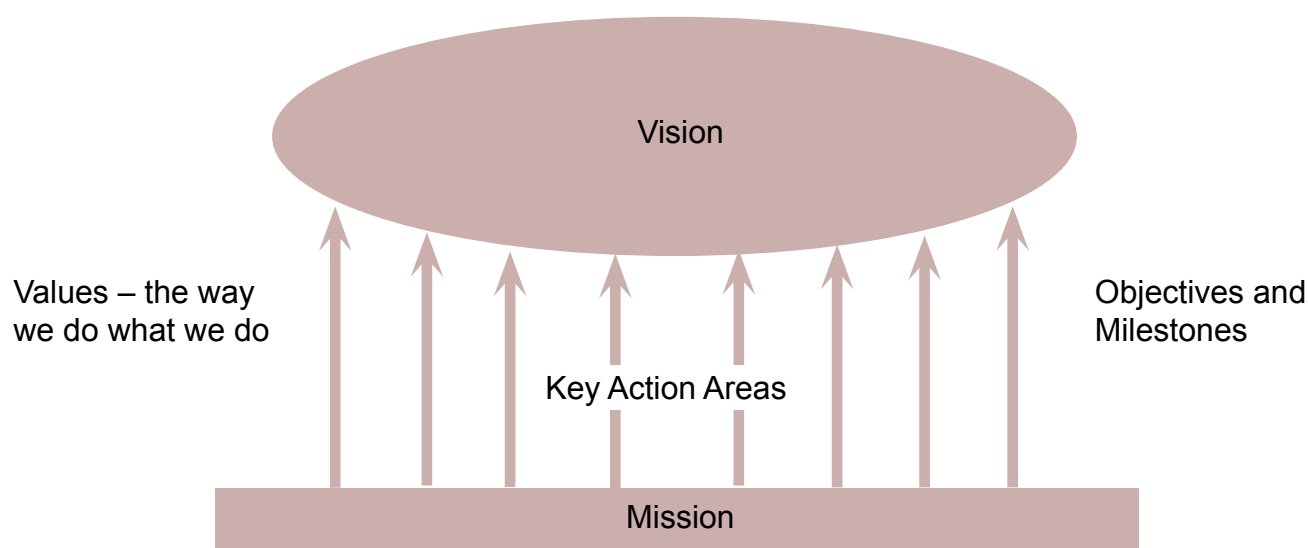 Vision
Values – the way
we do what we do
Objectives and
Milestones
Key Action Areas
Mission